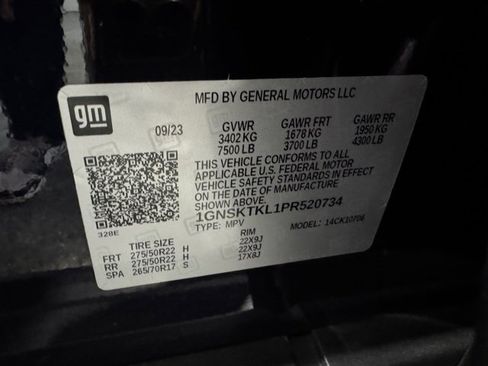 gm
MFD BY GENERAL MOTORS LLC
09/23 GVWR GAWR FRT GAWR RR
3402 KG 1678 KG 1950 KG
7500 LB 3700 LB 4300 LB
THIS VEHICLE CONFORMS TO ALL
APPLICABLE U.S. FEDERAL MOTOR
VEHICLE SAFETY STANDARDS IN EFFECT
ON THE DATE OF MANUFACTURE
SHOWN ABOVE.
1GNSKTKL1PR520734
TYPE: MPV MODEL: 14CK10706
328E
TIRE SIZE RIM
FRT 275/50R22 H 22X9J
RR 275/50R22 H 22X9J
SPA 265/70R17 S 17X8J